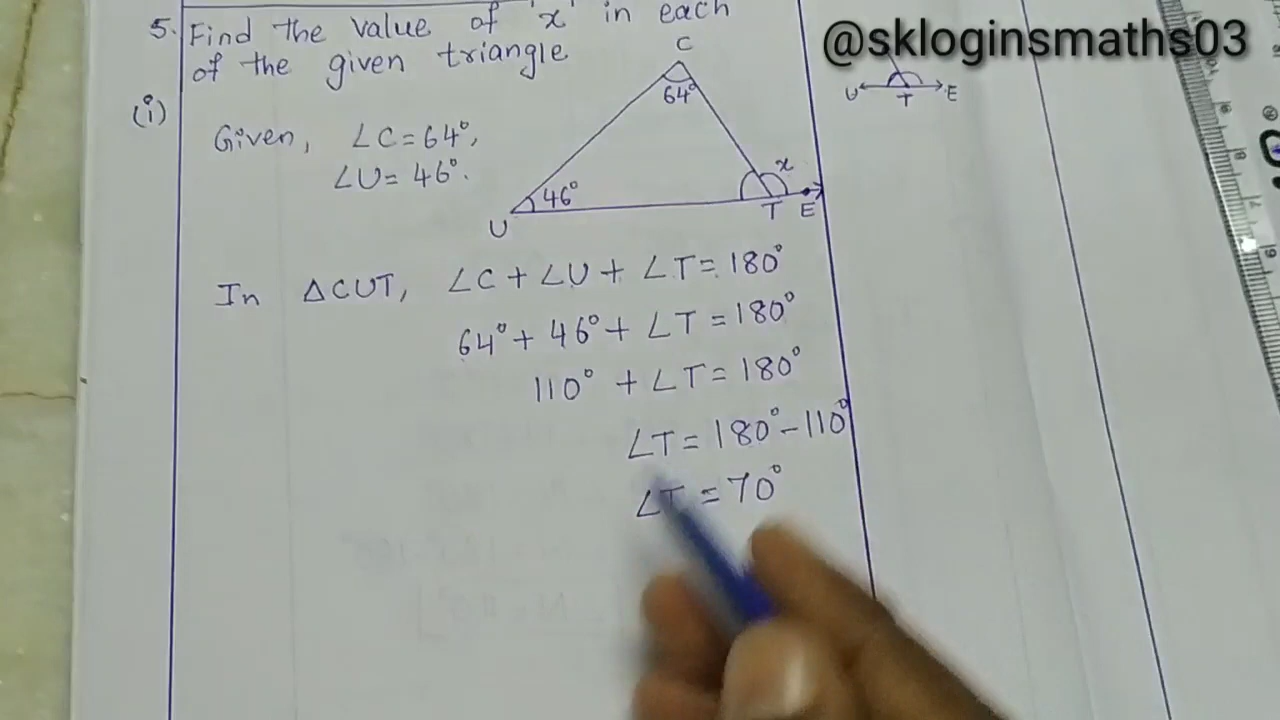 @skloginsmaths03
5. Find the value of 'x' in each
of the given triangle
(i)
Given, ∠C = 64°,
∠U = 46°.
C
64°
46°
x
U
T
E
U
T
E
In △CUT, ∠C + ∠U + ∠T = 180°
64° + 46° + ∠T = 180°
110° + ∠T = 180°
∠T = 180° - 110°
∠T = 70°